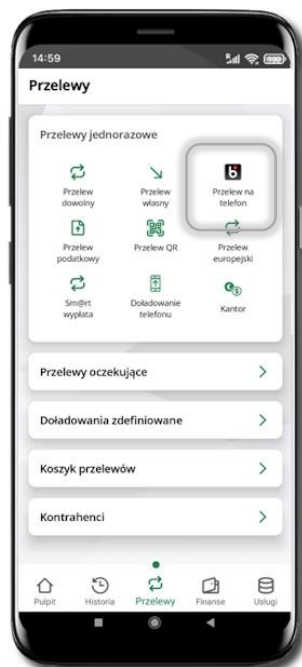 14:59
Przelewy
Przelewy jednorazowe
Przelew
dowolny
Przelew
własny
Przelew na
telefon
Przelew
podatkowy
Przelew QR
Przelew
europejski
Sm@rt
wypłata
Doładowanie
telefonu
Kantor
Przelewy oczekujące
Doładowania zdefiniowane
Koszyk przelewów
Kontrahenci
Pulpit
Historia
Przelewy
Finanse
Usługi